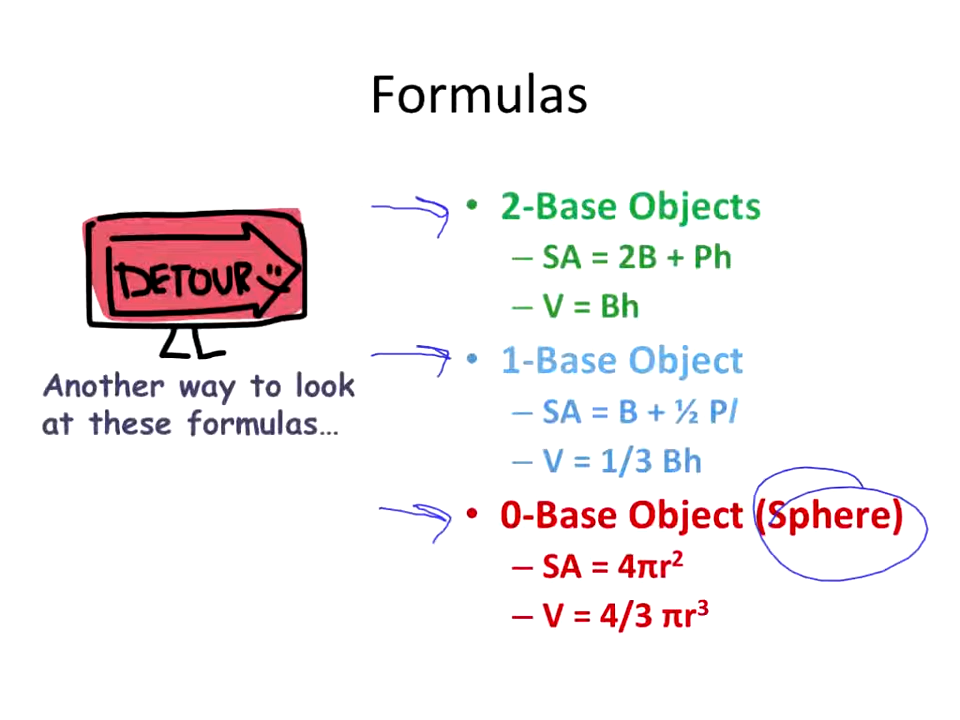 Formulas
DETOUR
Another way to look
at these formulas…
• 2-Base Objects
– SA = 2B + Ph
– V = Bh
• 1-Base Object
– SA = B + ½ Pl
– V = 1/3 Bh
• 0-Base Object (Sphere)
– SA = 4πr²
– V = 4/3 πr³